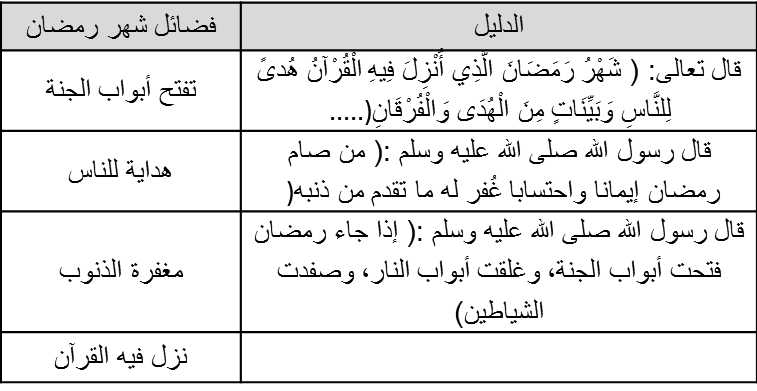 الدليل
فضائل شهر رمضان
قال تعالى: ( شَهْرُ رَمَضَانَ الَّذِي أُنْزِلَ فِيهِ الْقُرْآنُ هُدىً
لِلنَّاسِ وَبَيِّنَاتٍ مِنَ الْهُدَى وَالْفُرْقَانِ(.....
تفتح أبواب الجنة
قال رسول الله صلى الله عليه وسلم :( من صام
رمضان إيمانا واحتسابا غُفر له ما تقدم من ذنبه(
هداية للناس
قال رسول الله صلى الله عليه وسلم :( إذا جاء رمضان
فتحت أبواب الجنة، وغلقت أبواب النار، وصفدت
الشياطين)
مغفرة الذنوب
نزل فيه القرآن